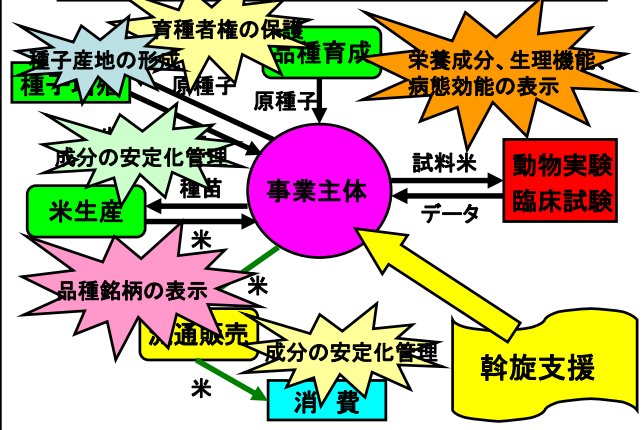 育種者権の保護
品種育成
種子産地の形成
栄養成分、生理機能、
病態効能の表示
原種子
原種子
成分の安定化管理
試料米
動物実験
臨床試験
種苗
事業主体
米生産
データ
米
米
品種銘柄の表示
流通販売
成分の安定化管理
斡旋支援
米
消 費